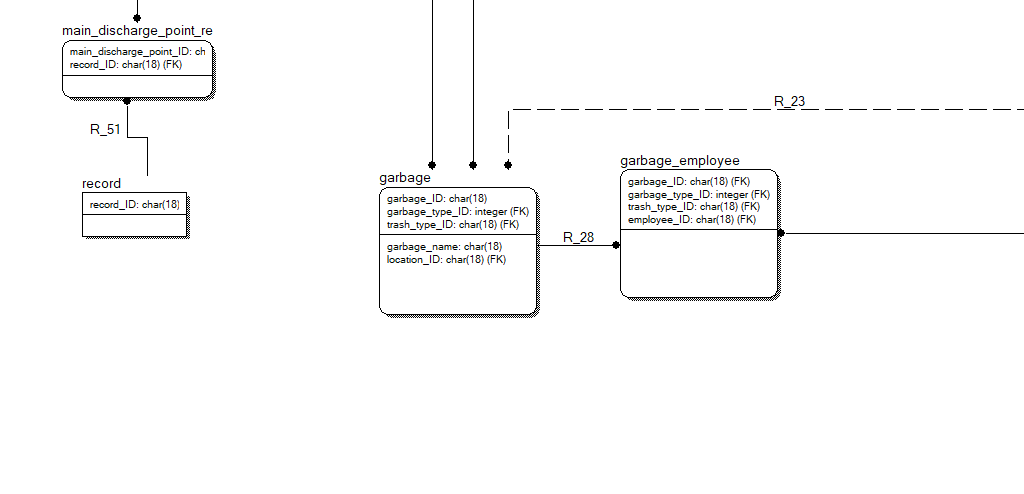 main_discharge_point_re
main_discharge_point_ID: ch
record_ID: char(18) (FK)
R_51
record
record_ID: char(18)
R_23
garbage
garbage_ID: char(18)
garbage_type_ID: integer (FK)
trash_type_ID: char(18) (FK)
garbage_name: char(18)
location_ID: char(18) (FK)
R_28
garbage_employee
garbage_ID: char(18) (FK)
garbage_type_ID: integer (FK)
trash_type_ID: char(18) (FK)
employee_ID: char(18) (FK)